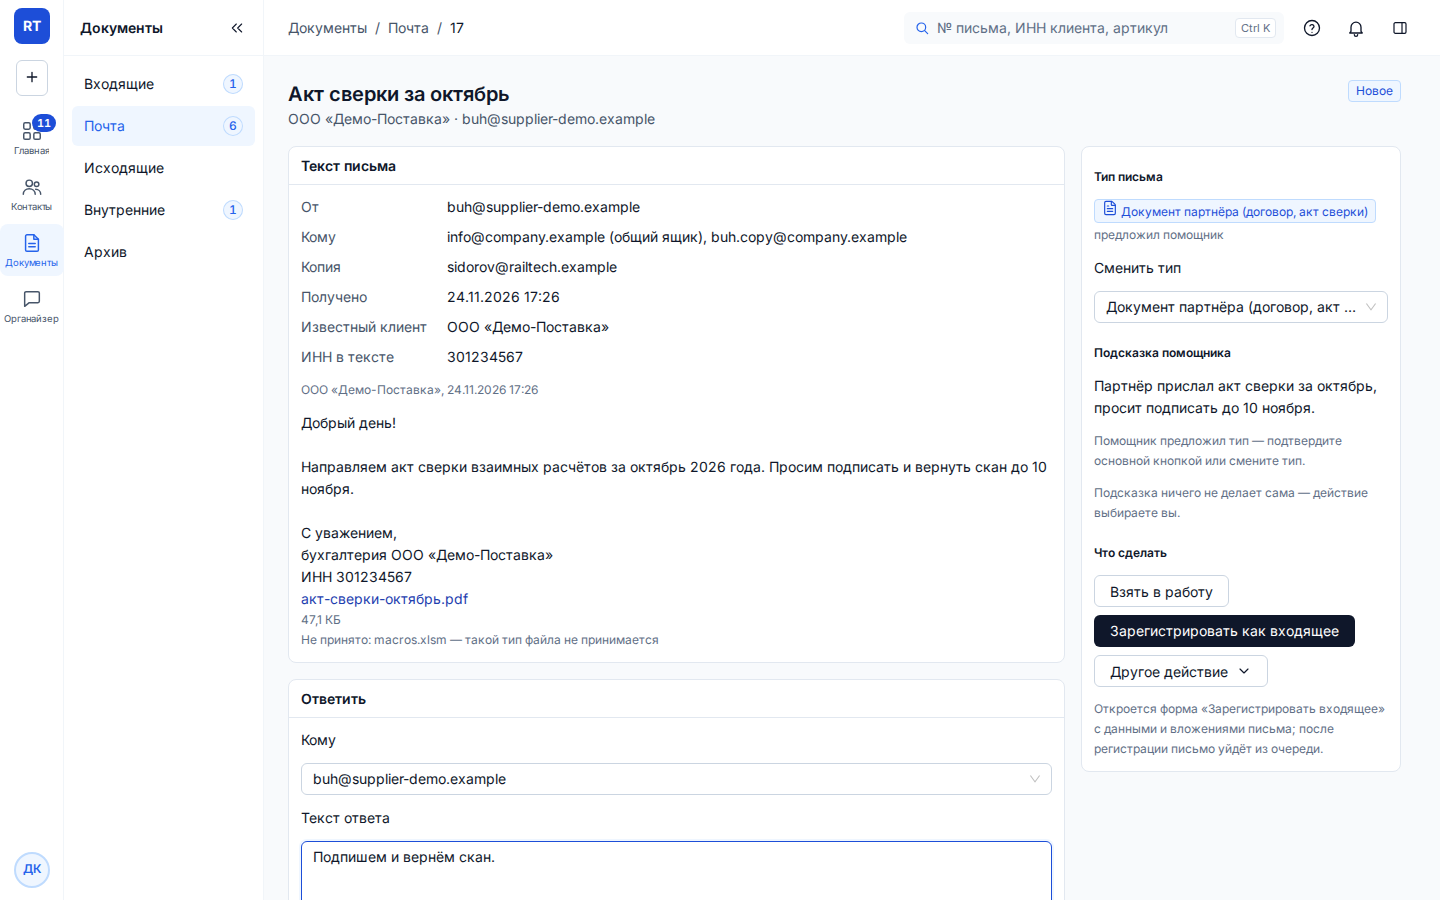 RT
Документы
Документы / Почта / 17
№ письма, ИНН клиента, артикул
Ctrl K
11
Главная
Контакты
Документы
Органайзер
ДК
Входящие 1
Почта 6
Исходящие
Внутренние 1
Архив
Акт сверки за октябрь
ООО «Демо-Поставка» · buh@supplier-demo.example
Новое
Текст письма
От buh@supplier-demo.example
Кому info@company.example (общий ящик), buh.copy@company.example
Копия sidorov@railtech.example
Получено 24.11.2026 17:26
Известный клиент ООО «Демо-Поставка»
ИНН в тексте 301234567
ООО «Демо-Поставка», 24.11.2026 17:26
Добрый день!
Направляем акт сверки взаимных расчётов за октябрь 2026 года. Просим подписать и вернуть скан до 10
ноября.
С уважением,
бухгалтерия ООО «Демо-Поставка»
ИНН 301234567
акт-сверки-октябрь.pdf
47,1 КБ
Не принято: macros.xlsm — такой тип файла не принимается
Ответить
Кому
buh@supplier-demo.example
Текст ответа
Подпишем и вернём скан.
Тип письма
Документ партнёра (договор, акт сверки)
предложил помощник
Сменить тип
Документ партнёра (договор, акт ...
Подсказка помощника
Партнёр прислал акт сверки за октябрь,
просит подписать до 10 ноября.
Помощник предложил тип — подтвердите
основной кнопкой или смените тип.
Подсказка ничего не делает сама — действие
выбираете вы.
Что сделать
Взять в работу
Зарегистрировать как входящее
Другое действие
Откроется форма «Зарегистрировать входящее»
с данными и вложениями письма; после
регистрации письмо уйдёт из очереди.